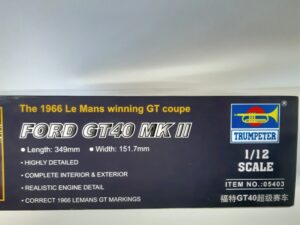 The 1966 Le Mans winning GT coupe
FORD GT40 MK II
● Length: 349mm ● Width: 151.7mm
• HIGHLY DETAILED
• COMPLETE INTERIOR & EXTERIOR
• REALISTIC ENGINE DETAIL
• CORRECT 1966 LEMANS GT MARKINGS
TRUMPETER
1/12
SCALE
ITEM NO.:05403
福特GT40超级赛车